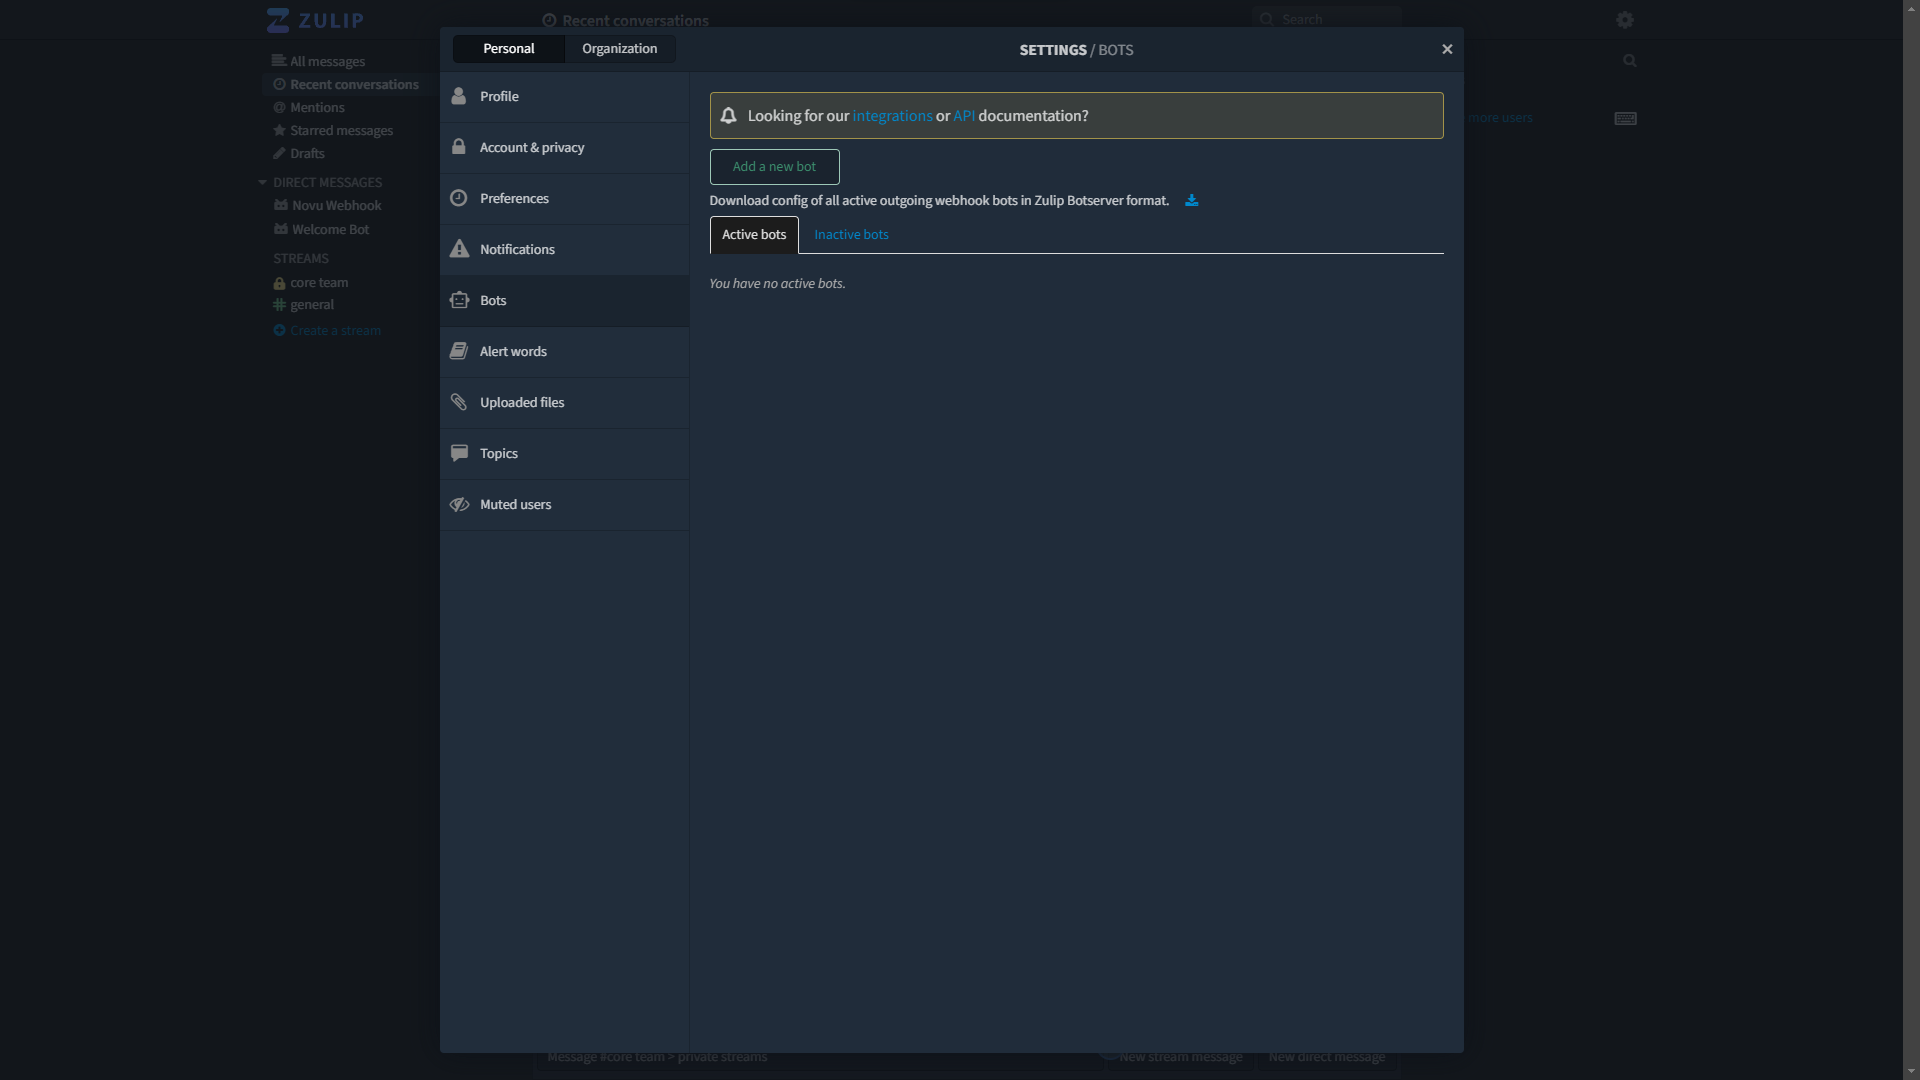 ZULIP
Recent conversations
Search
All messages
Recent conversations
Mentions
Starred messages
Drafts
DIRECT MESSAGES
Novu Webhook
Welcome Bot
STREAMS
core team
general
Create a stream
Personal
Organization
SETTINGS / BOTS
Profile
Account & privacy
Preferences
Notifications
Bots
Alert words
Uploaded files
Topics
Muted users
Looking for our integrations or API documentation?
Add a new bot
Download config of all active outgoing webhook bots in Zulip Botserver format.
Active bots
Inactive bots
You have no active bots.
more users
Message #core team > private streams
New stream message
New direct message